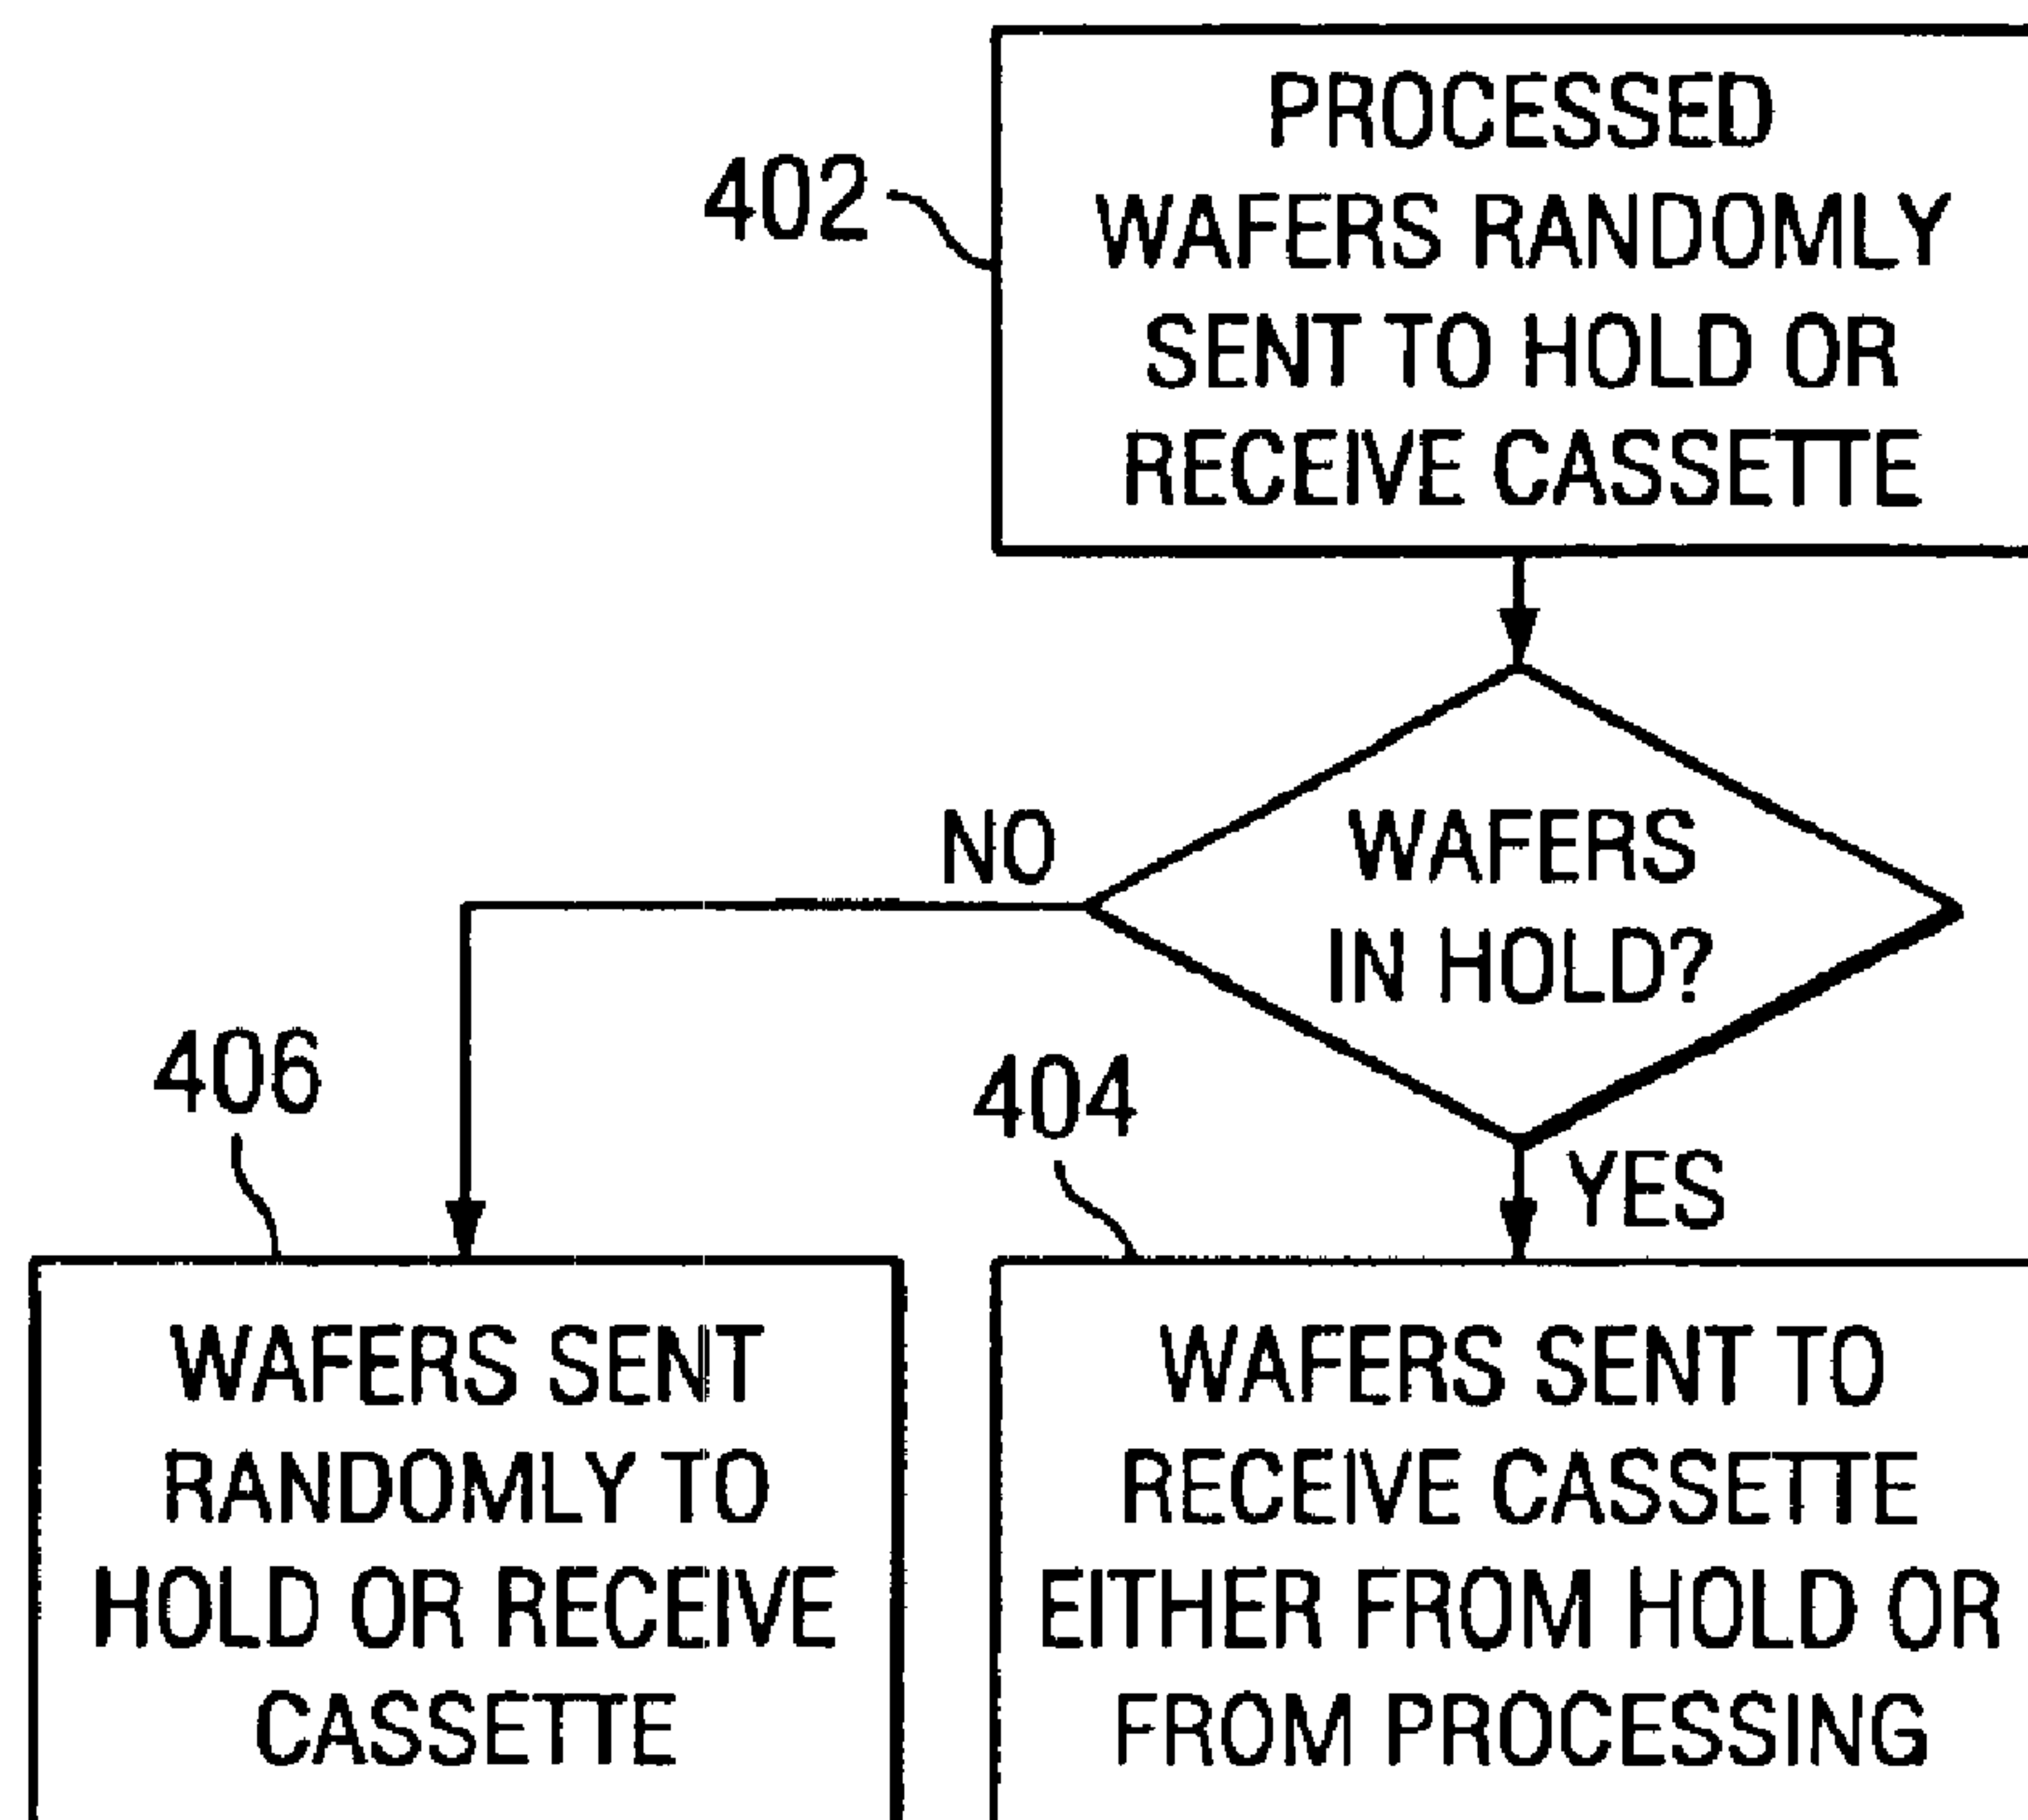 402
PROCESSED
WAFERS RANDOMLY
SENT TO HOLD OR
RECEIVE CASSETTE
NO
WAFERS
IN HOLD?
YES
406
WAFERS SENT
RANDOMLY TO
HOLD OR RECEIVE
CASSETTE
404
WAFERS SENT TO
RECEIVE CASSETTE
EITHER FROM HOLD OR
FROM PROCESSING